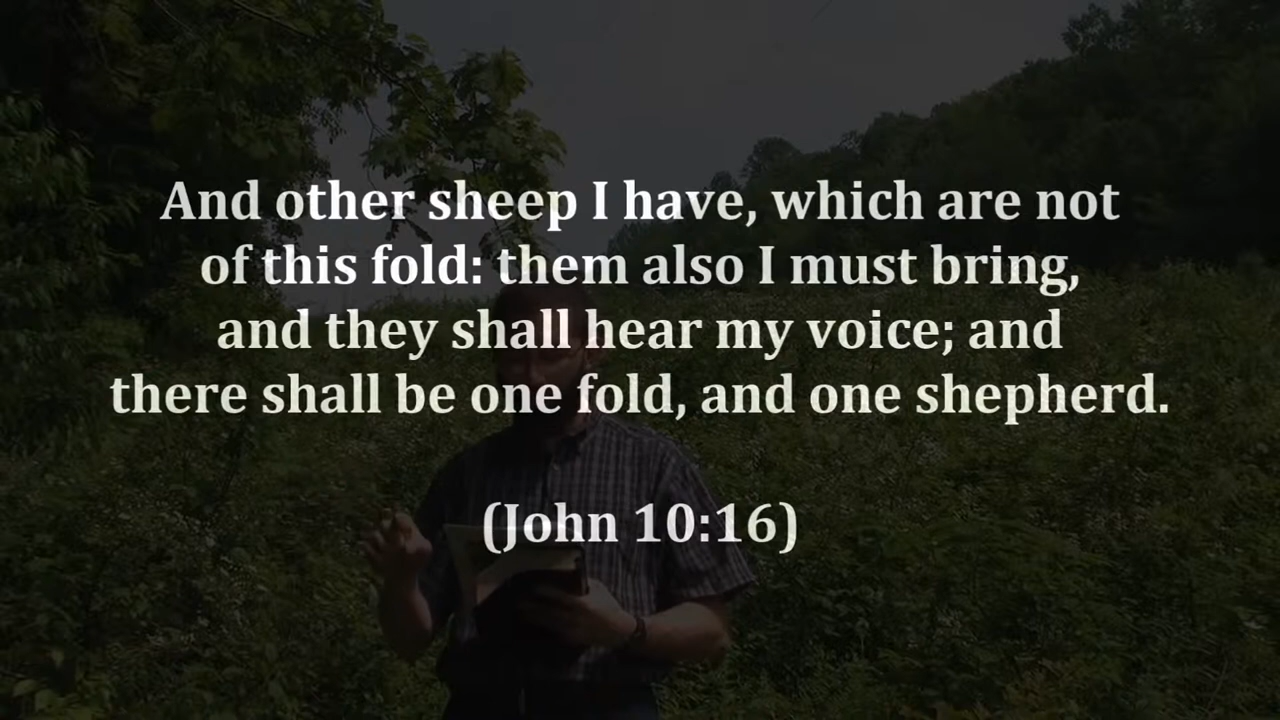 And other sheep I have, which are not
of this fold: them also I must bring,
and they shall hear my voice; and
there shall be one fold, and one shepherd.
(John 10:16)